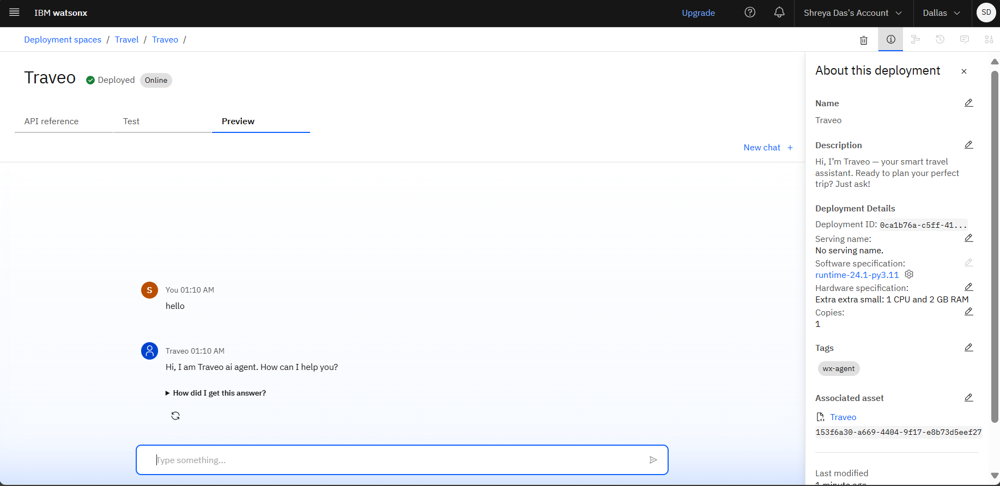 IBM watsonx
Upgrade
Shreya Das's Account
Dallas
SD
Deployment spaces / Travel / Traveo /
Traveo
Deployed
Online
API reference
Test
Preview
New chat +
S
You 01:10 AM
hello
Traveo 01:10 AM
Hi, I am Traveo ai agent. How can I help you?
How did I get this answer?
Type something...
About this deployment
Name
Traveo
Description
Hi, I’m Traveo — your smart travel
assistant. Ready to plan your perfect
trip? Just ask!
Deployment Details
Deployment ID: 0ca1b76a-c5ff-41...
Serving name:
No serving name.
Software specification:
runtime-24.1-py3.11
Hardware specification:
Extra extra small: 1 CPU and 2 GB RAM
Copies:
1
Tags
wx-agent
Associated asset
Traveo
153f6a30-a669-4404-9f17-e8b73d5eef27
Last modified
1 minute ago